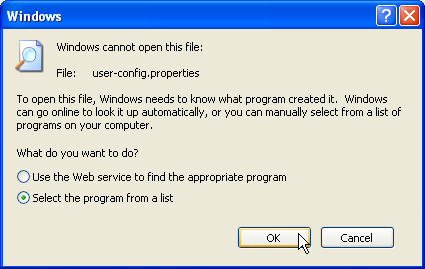 Windows
Windows cannot open this file:
File: user-config.properties
To open this file, Windows needs to know what program created it. Windows
can go online to look it up automatically, or you can manually select from a list of
programs on your computer.
What do you want to do?
Use the Web service to find the appropriate program
Select the program from a list
OK
Cancel